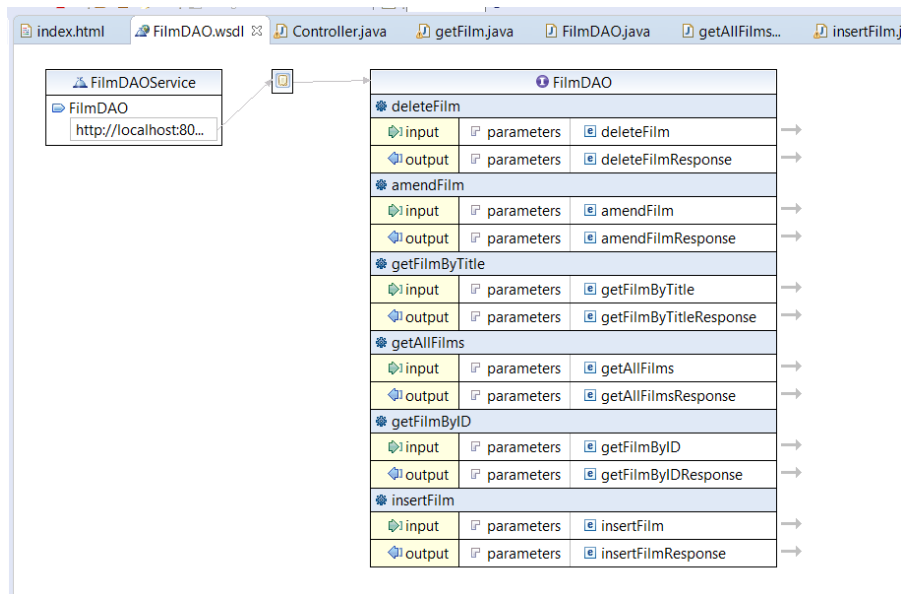 index.html FilmDAO.wsdl Controller.java getFilm.java FilmDAO.java getAllFilms... insertFilm.j
FilmDAOService
FilmDAO
http://localhost:80...
FilmDAO
deleteFilm
input parameters deleteFilm
output parameters deleteFilmResponse
amendFilm
input parameters amendFilm
output parameters amendFilmResponse
getFilmByTitle
input parameters getFilmByTitle
output parameters getFilmByTitleResponse
getAllFilms
input parameters getAllFilms
output parameters getAllFilmsResponse
getFilmByID
input parameters getFilmByID
output parameters getFilmByIDResponse
insertFilm
input parameters insertFilm
output parameters insertFilmResponse